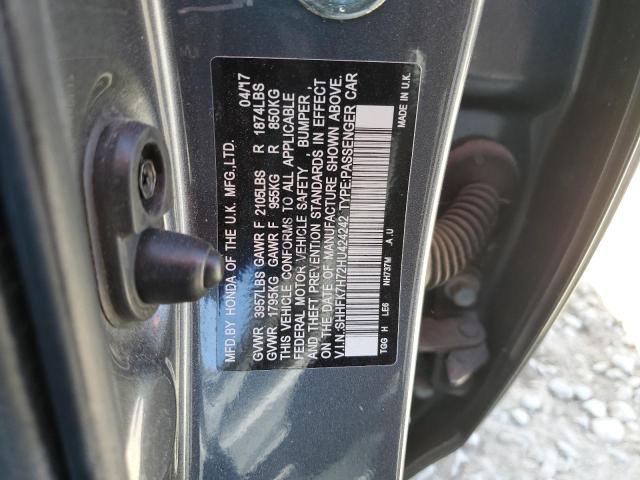 MFD.BY HONDA OF THE U.K. MFG.,LTD. 04/17
GVWR 3957LBS GAWR F 2105LBS R 1874LBS
GVWR 1795KG GAWR F 955KG R 850KG
THIS VEHICLE CONFORMS TO ALL APPLICABLE
FEDERAL MOTOR VEHICLE SAFETY, BUMPER,
AND THEFT PREVENTION STANDARDS IN EFFECT
ON THE DATE OF MANUFACTURE SHOWN ABOVE.
V.I.N.:SHHFK7H72HU424242 TYPE:PASSENGER CAR
TGG H LE6 NH737M .A.U MADE IN U.K.